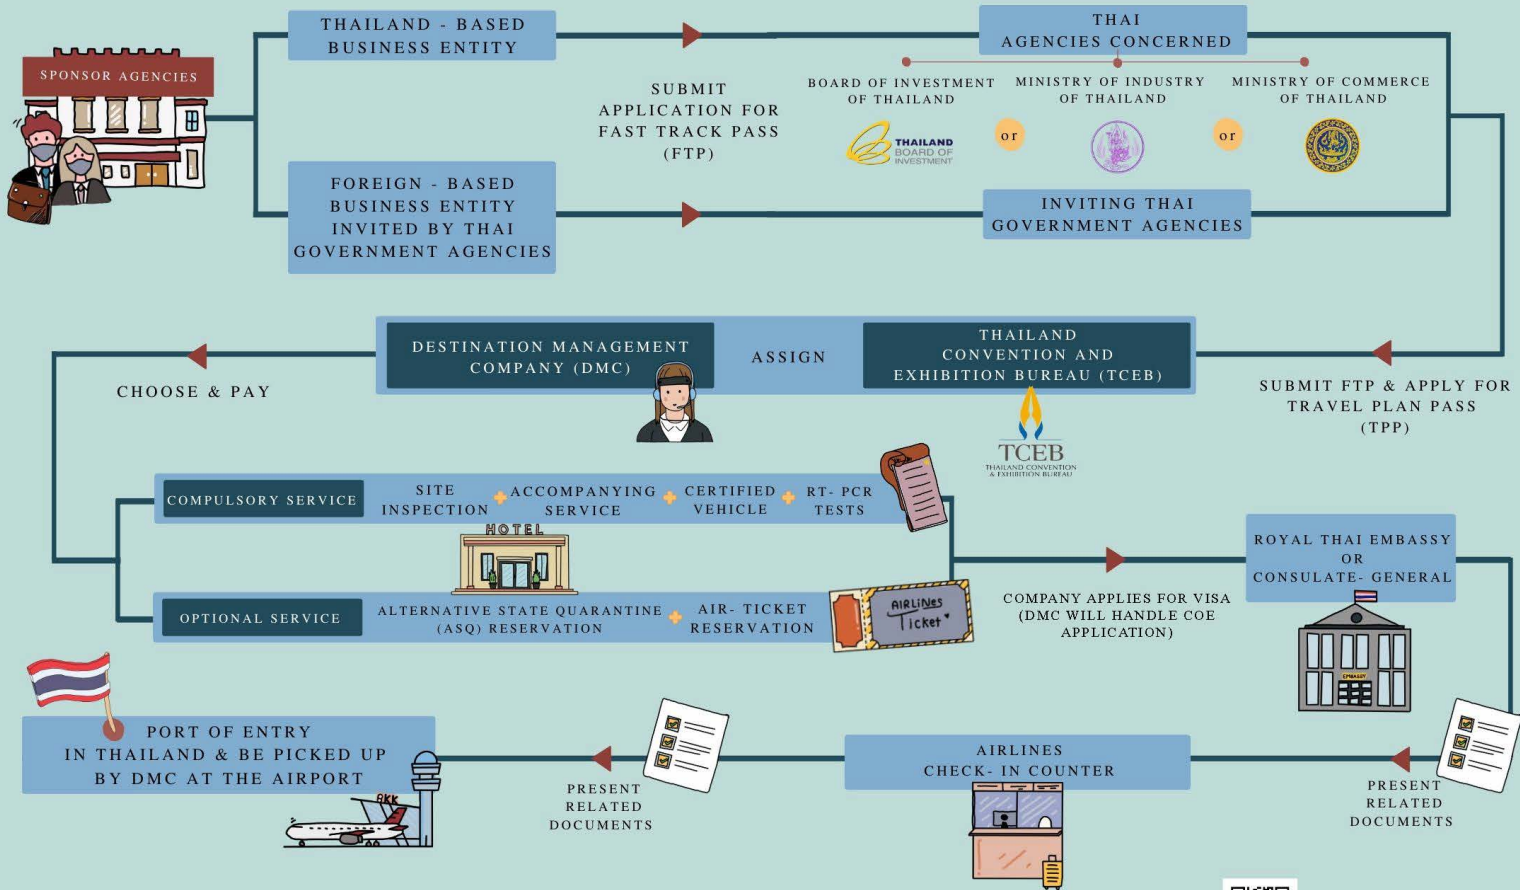 SPONSOR AGENCIES
THAILAND - BASED
BUSINESS ENTITY
SUBMIT
APPLICATION FOR
FAST TRACK PASS
(FTP)
THAI
AGENCIES CONCERNED
BOARD OF INVESTMENT
OF THAILAND
THAILAND
BOARD OF
INVESTMENT
or
MINISTRY OF INDUSTRY
OF THAILAND
or
MINISTRY OF COMMERCE
OF THAILAND
FOREIGN - BASED
BUSINESS ENTITY
INVITED BY THAI
GOVERNMENT AGENCIES
INVITING THAI
GOVERNMENT AGENCIES
SUBMIT FTP & APPLY FOR
TRAVEL PLAN PASS
(TPP)
THAILAND
CONVENTION AND
EXHIBITION BUREAU (TCEB)
TCEB
THAILAND CONVENTION
& EXHIBITION BUREAU
ASSIGN
DESTINATION MANAGEMENT
COMPANY (DMC)
CHOOSE & PAY
COMPULSORY SERVICE
SITE
INSPECTION
ACCOMPANYING
SERVICE
CERTIFIED
VEHICLE
RT- PCR
TESTS
HOTEL
OPTIONAL SERVICE
ALTERNATIVE STATE QUARANTINE
(ASQ) RESERVATION
AIR- TICKET
RESERVATION
AIRLiNes
Ticket
COMPANY APPLIES FOR VISA
(DMC WILL HANDLE COE
APPLICATION)
ROYAL THAI EMBASSY
OR
CONSULATE- GENERAL
EMBASSY
PRESENT
RELATED
DOCUMENTS
AIRLINES
CHECK- IN COUNTER
PRESENT
RELATED
DOCUMENTS
PORT OF ENTRY
IN THAILAND & BE PICKED UP
BY DMC AT THE AIRPORT
BKK